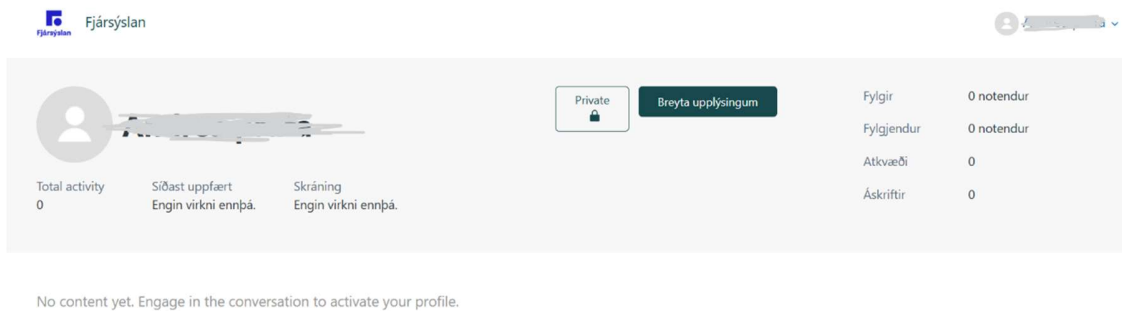 Fjársýslan
Fjársýslan
Private
Breyta upplýsingum
Fylgir 0 notendur
Fylgjendur 0 notendur
Atkvæði 0
Áskriftir 0
Total activity
0
Síðast uppfært
Engin virkni ennþá.
Skráning
Engin virkni ennþá.
No content yet. Engage in the conversation to activate your profile.